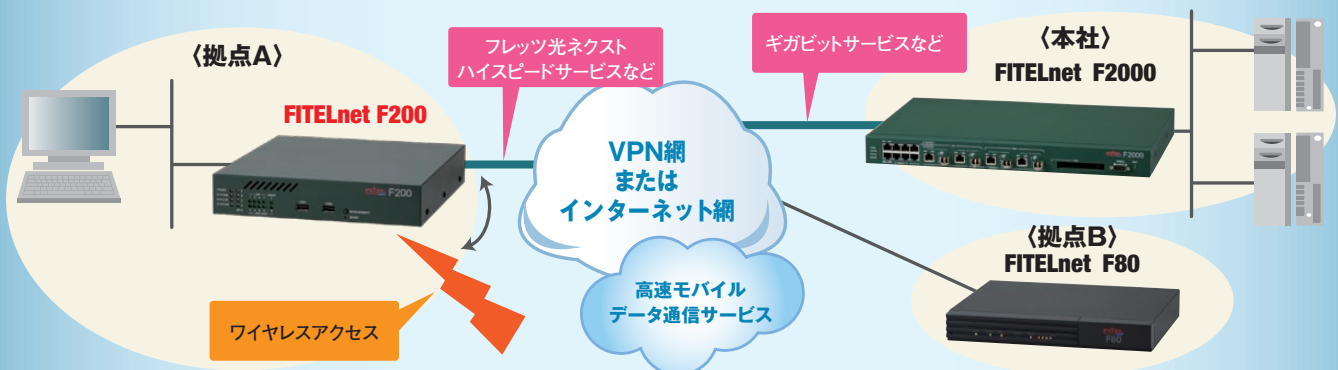 〈拠点A〉
FITELnet F200
F200
ワイヤレスアクセス
フレッツ光ネクスト
ハイスピードサービスなど
VPN網
または
インターネット網
高速モバイル
データ通信サービス
ギガビットサービスなど
〈本社〉
FITELnet F2000
F2000
〈拠点B〉
FITELnet F80
F80